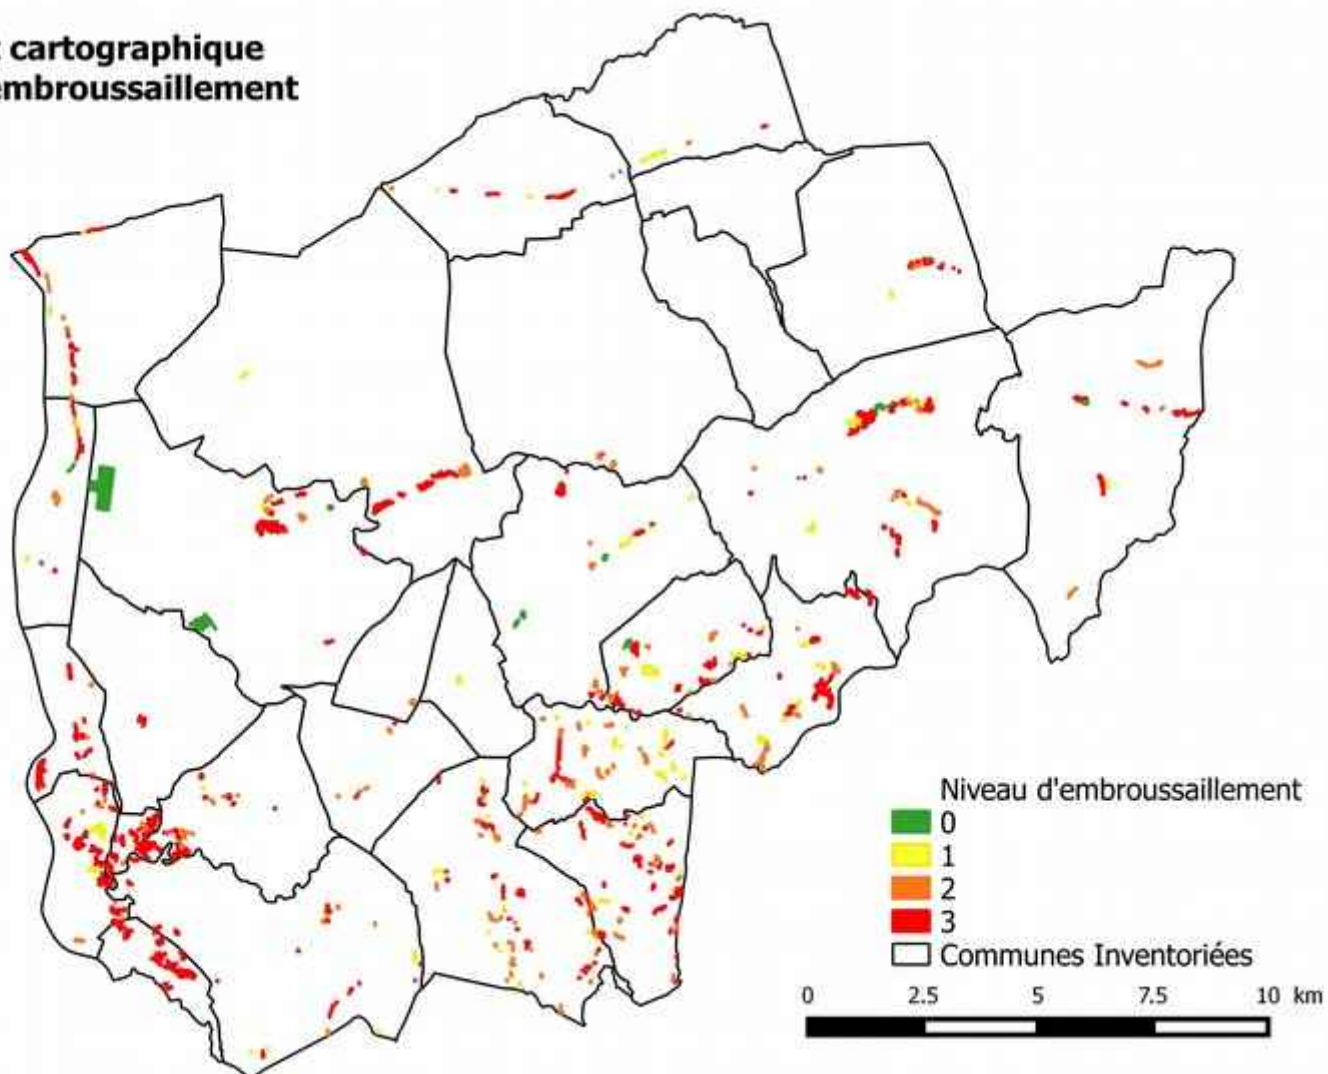 cartographique
embroussaillement
Niveau d'embroussaillement
0
1
2
3
Communes Inventoriées
0 2.5 5 7.5 10 km